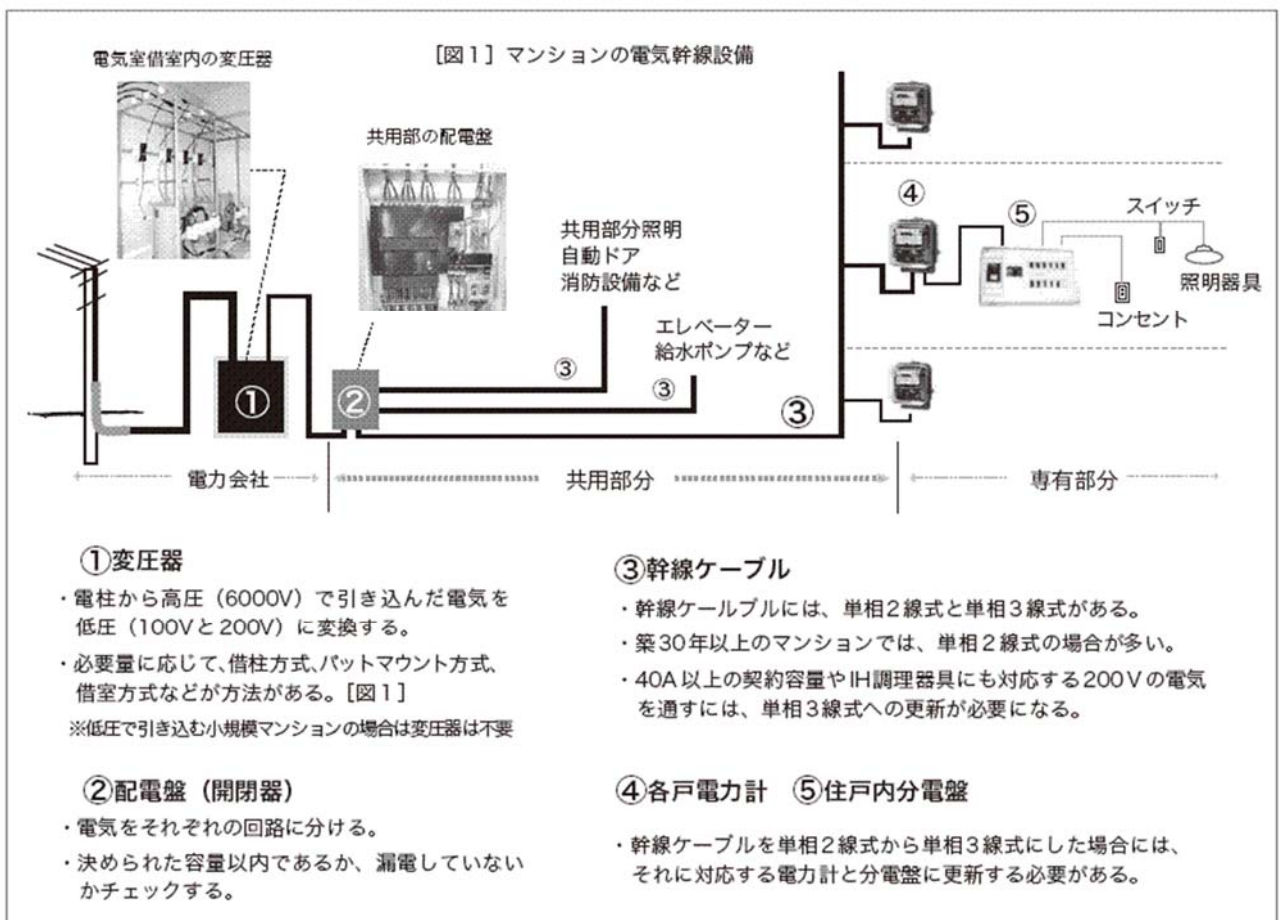 [図1] マンションの電気幹線設備
電気室借室内の変圧器
共用部の配電盤
共用部分照明
自動ドア
消防設備など
エレベーター
給水ポンプなど
①
②
③
③
③
④
⑤
スイッチ
照明器具
コンセント
電力会社
共用部分
専有部分
①変圧器
・電柱から高圧（6000V）で引き込んだ電気を
低圧（100Vと200V）に変換する。
・必要量に応じて、借柱方式、パットマウント方式、
借室方式などが方法がある。[図1]
※低圧で引き込む小規模マンションの場合は変圧器は不要
②配電盤（開閉器）
・電気をそれぞれの回路に分ける。
・決められた容量以内であるか、漏電していない
かチェックする。
③幹線ケーブル
・幹線ケールブルには、単相2線式と単相3線式がある。
・築30年以上のマンションでは、単相2線式の場合が多い。
・40A以上の契約容量やIH調理器具にも対応する200Vの電気
を通すには、単相3線式への更新が必要になる。
④各戸電力計 ⑤住戸内分電盤
・幹線ケーブルを単相2線式から単相3線式にした場合には、
それに対応する電力計と分電盤に更新する必要がある。